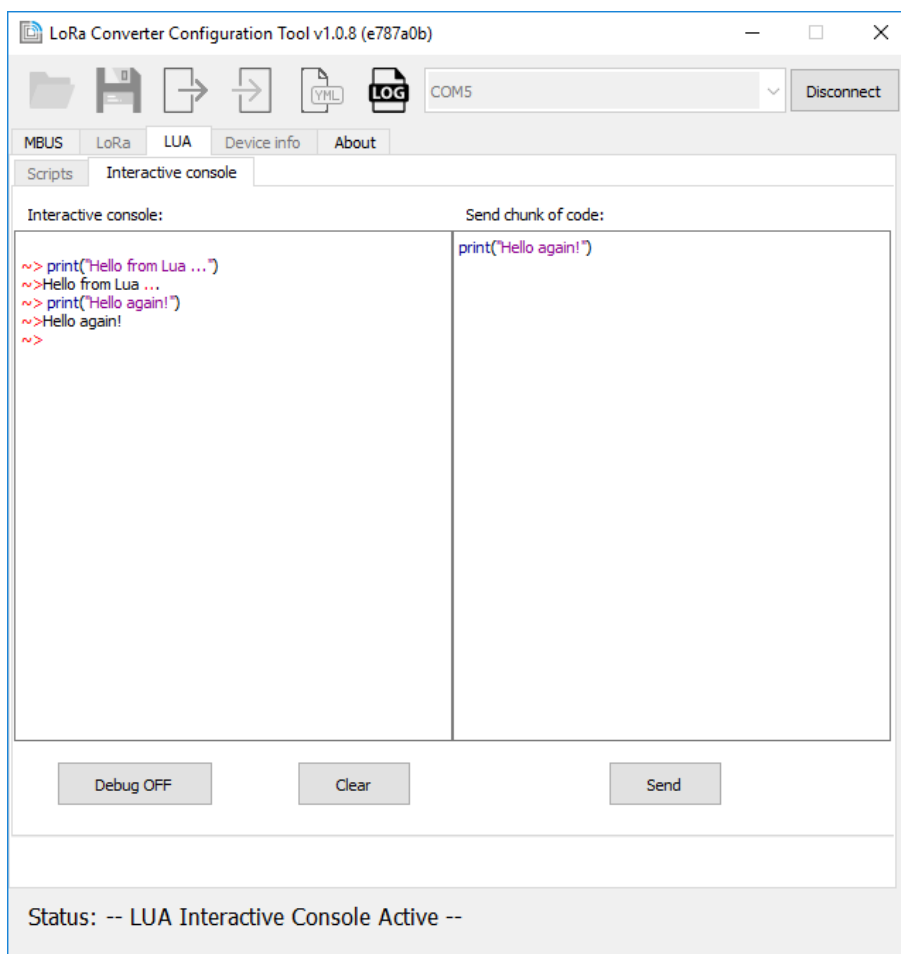 LoRa Converter Configuration Tool v1.0.8 (e787a0b)
YML LOG COM5 Disconnect
MBUS LoRa LUA Device info About
Scripts Interactive console
Interactive console: Send chunk of code:
print("Hello again!")
~> print("Hello from Lua ...")
~>Hello from Lua ...
~> print("Hello again!")
~>Hello again!
~>
Debug OFF Clear Send
Status: -- LUA Interactive Console Active --